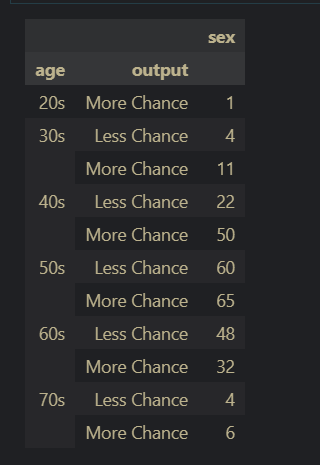 sex
age output
20s More Chance 1
30s Less Chance 4
More Chance 11
40s Less Chance 22
More Chance 50
50s Less Chance 60
More Chance 65
60s Less Chance 48
More Chance 32
70s Less Chance 4
More Chance 6